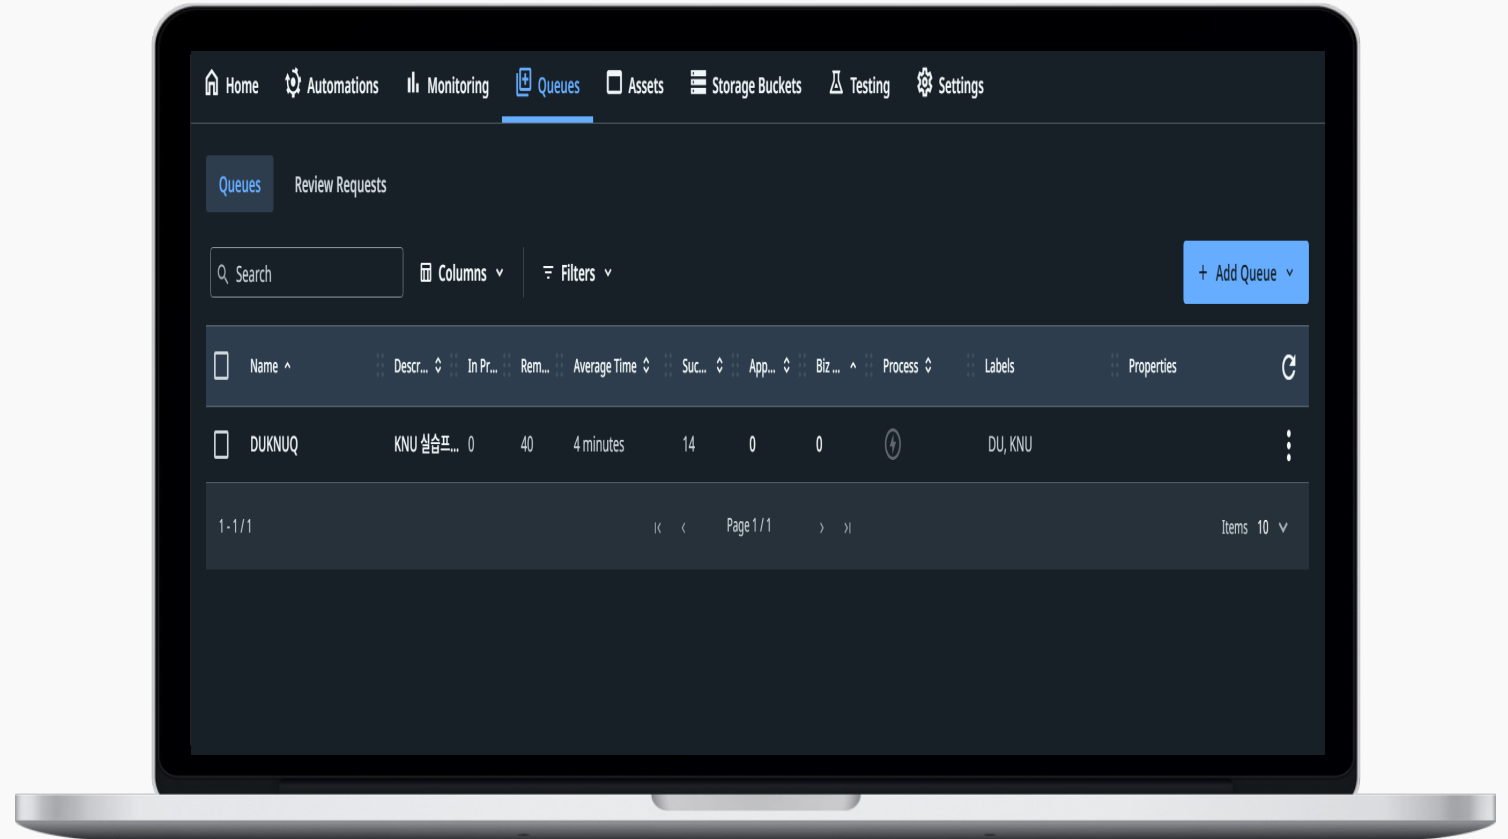 Home Automations Monitoring Queues Assets Storage Buckets Testing Settings
Queues Review Requests
Search Columns Filters + Add Queue
Name Descr... In Pr... Rem... Average Time Suc... App... Biz ... Process Labels Properties
DUKNUQ KNU 실습프... 0 40 4 minutes 14 0 0 DU, KNU
1 - 1 / 1 Page 1 / 1 Items 10